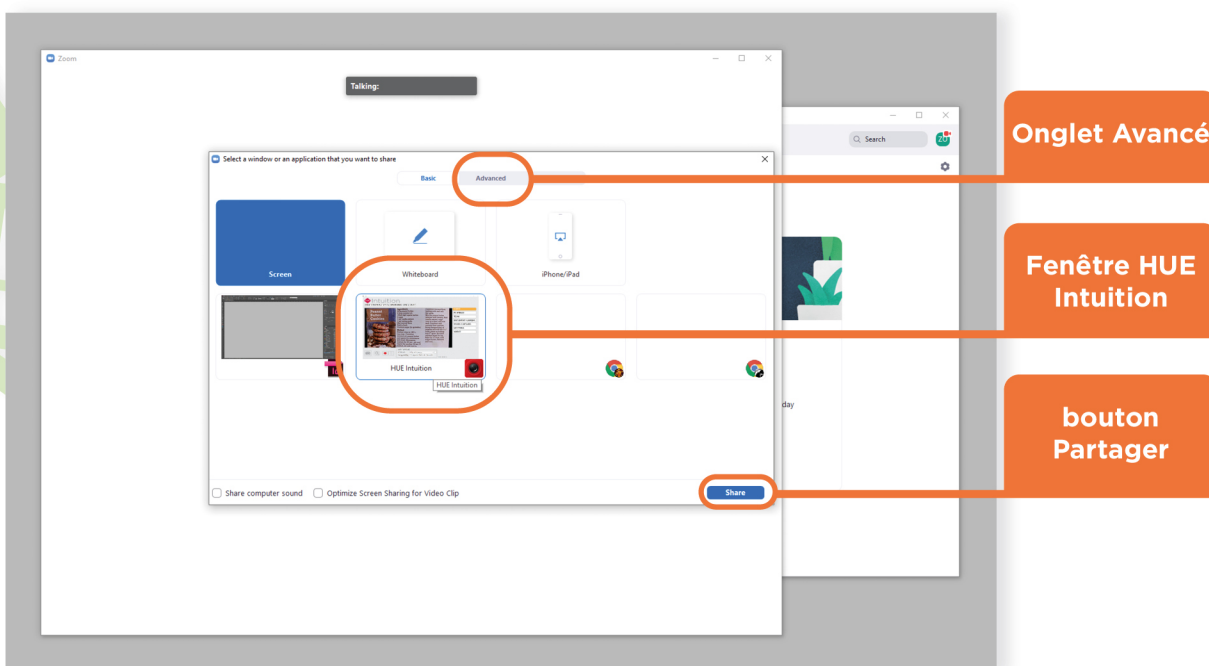 Zoom
Talking:
Search
ZG
Select a window or an application that you want to share
Basic
Advanced
Screen
Whiteboard
iPhone/iPad
Intuition
HUE Intuition
HUE Intuition
day
Share computer sound
Optimize Screen Sharing for Video Clip
Share
Onglet Avancé
Fenêtre HUE
Intuition
bouton
Partager